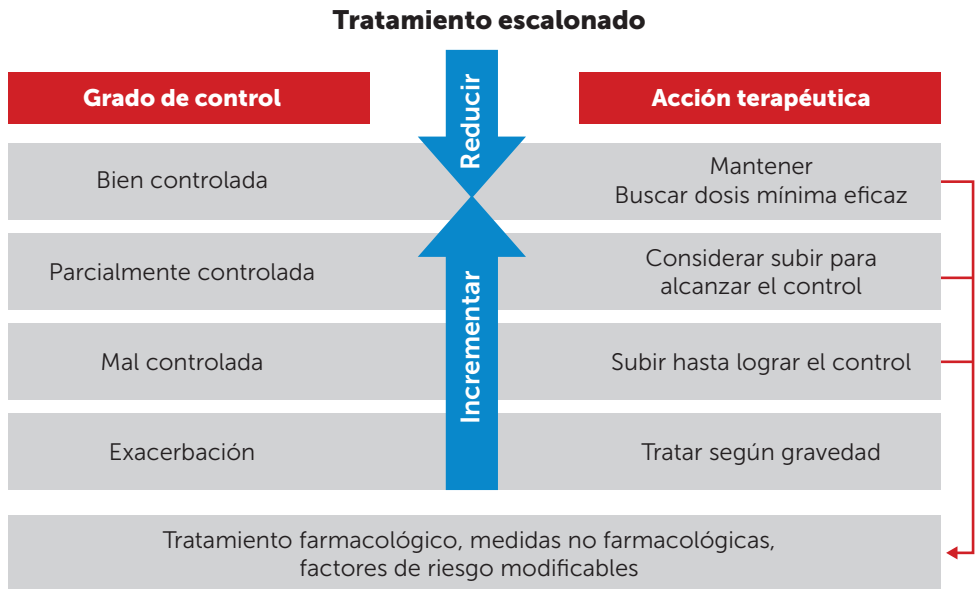 Tratamiento escalonado
Grado de control
Reducir
Acción terapéutica
Bien controlada
Mantener
Buscar dosis mínima eficaz
Parcialmente controlada
Considerar subir para
alcanzar el control
Incrementar
Mal controlada
Subir hasta lograr el control
Exacerbación
Tratar según gravedad
Tratamiento farmacológico, medidas no farmacológicas,
factores de riesgo modificables